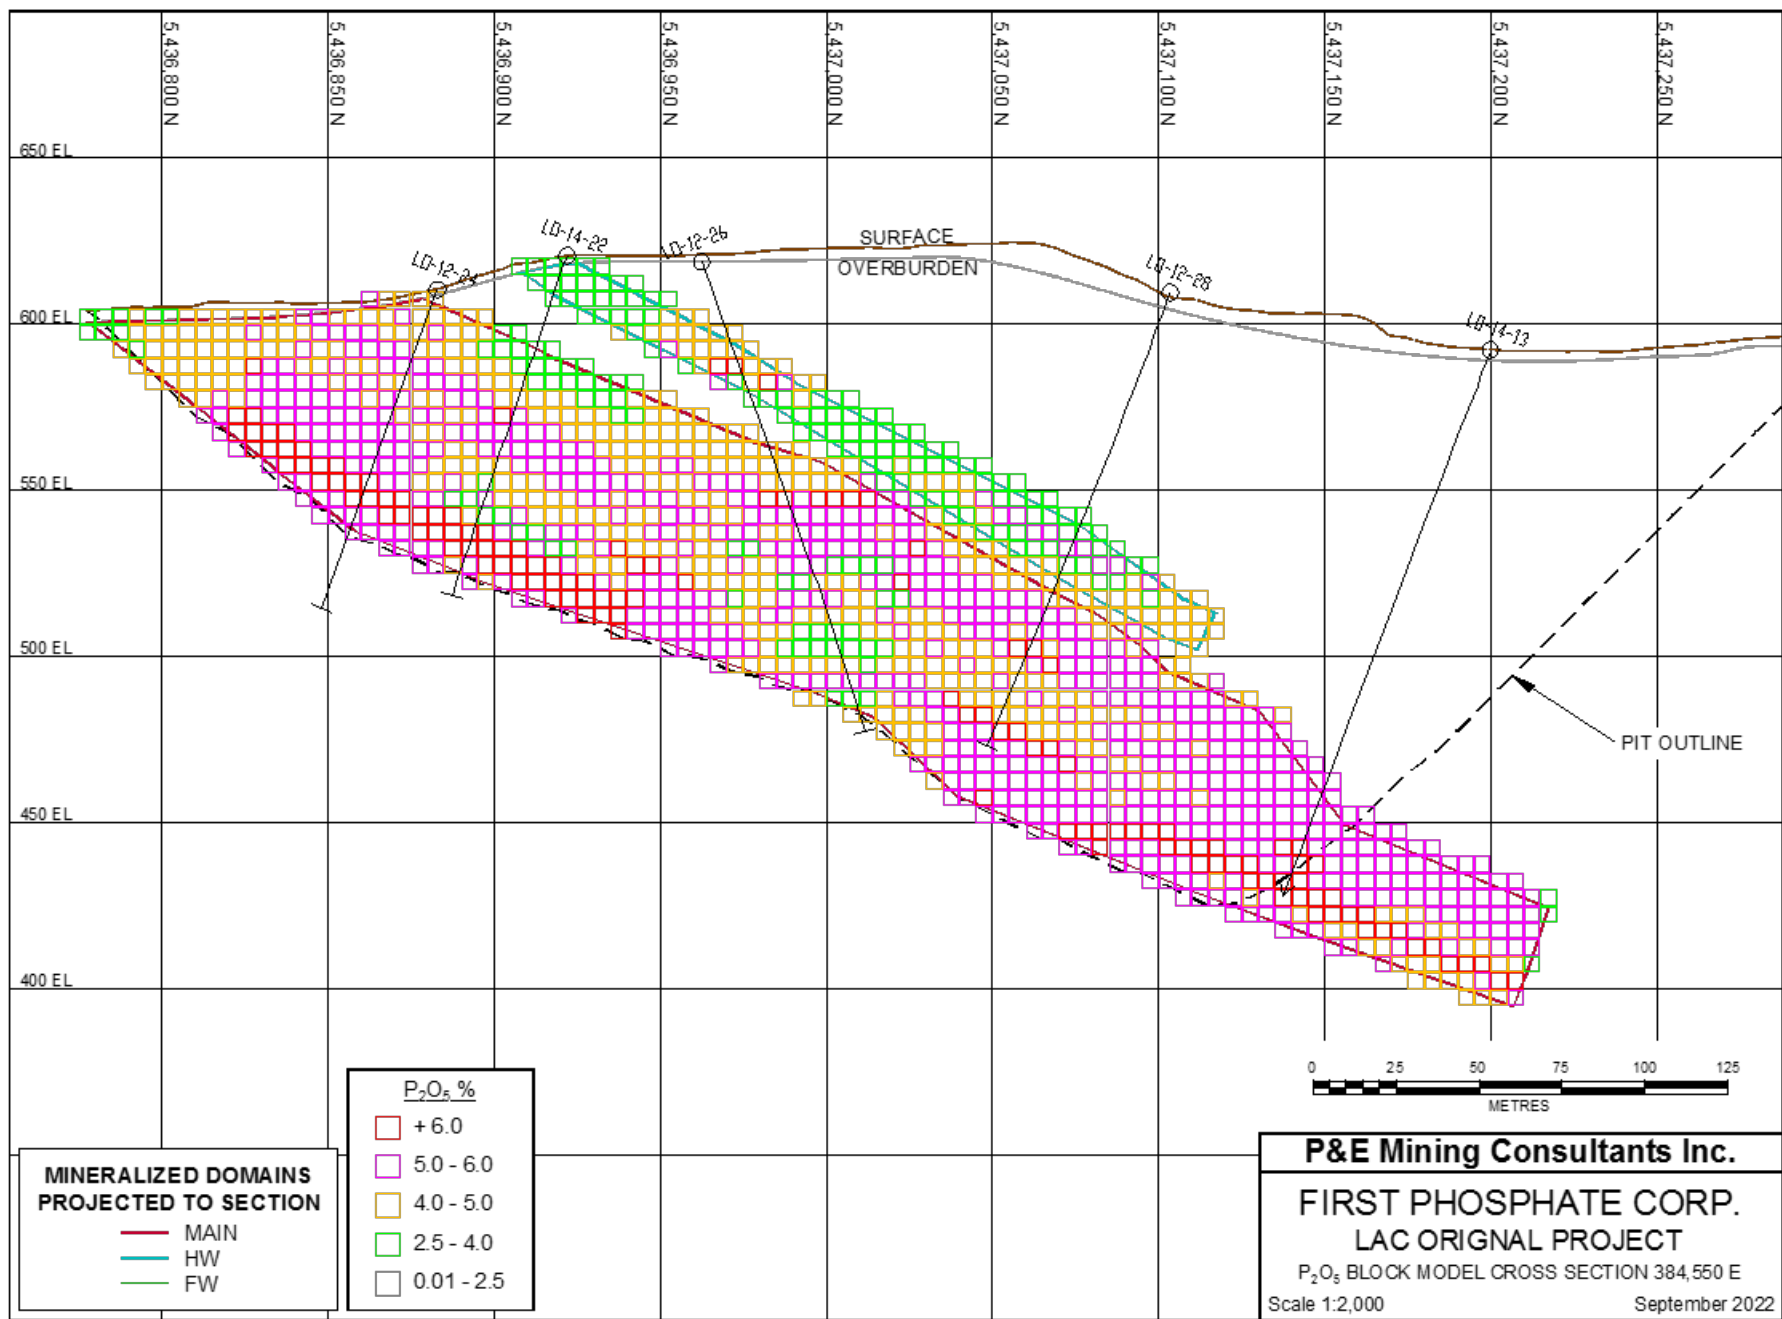 5,436,800 N
5,436,850 N
5,436,900 N
5,436,950 N
5,437,000 N
5,437,050 N
5,437,100 N
5,437,150 N
5,437,200 N
5,437,250 N
650 EL
600 EL
550 EL
500 EL
450 EL
400 EL
LO-12-24
LO-14-22
LO-12-26
LO-12-28
LO-14-13
SURFACE
OVERBURDEN
PIT OUTLINE
0 25 50 75 100 125
METRES
P₂O₅ %
+ 6.0
5.0 - 6.0
4.0 - 5.0
2.5 - 4.0
0.01 - 2.5
MINERALIZED DOMAINS
PROJECTED TO SECTION
MAIN
HW
FW
P&E Mining Consultants Inc.
FIRST PHOSPHATE CORP.
LAC ORIGNAL PROJECT
P₂O₅ BLOCK MODEL CROSS SECTION 384,550 E
Scale 1:2,000 September 2022